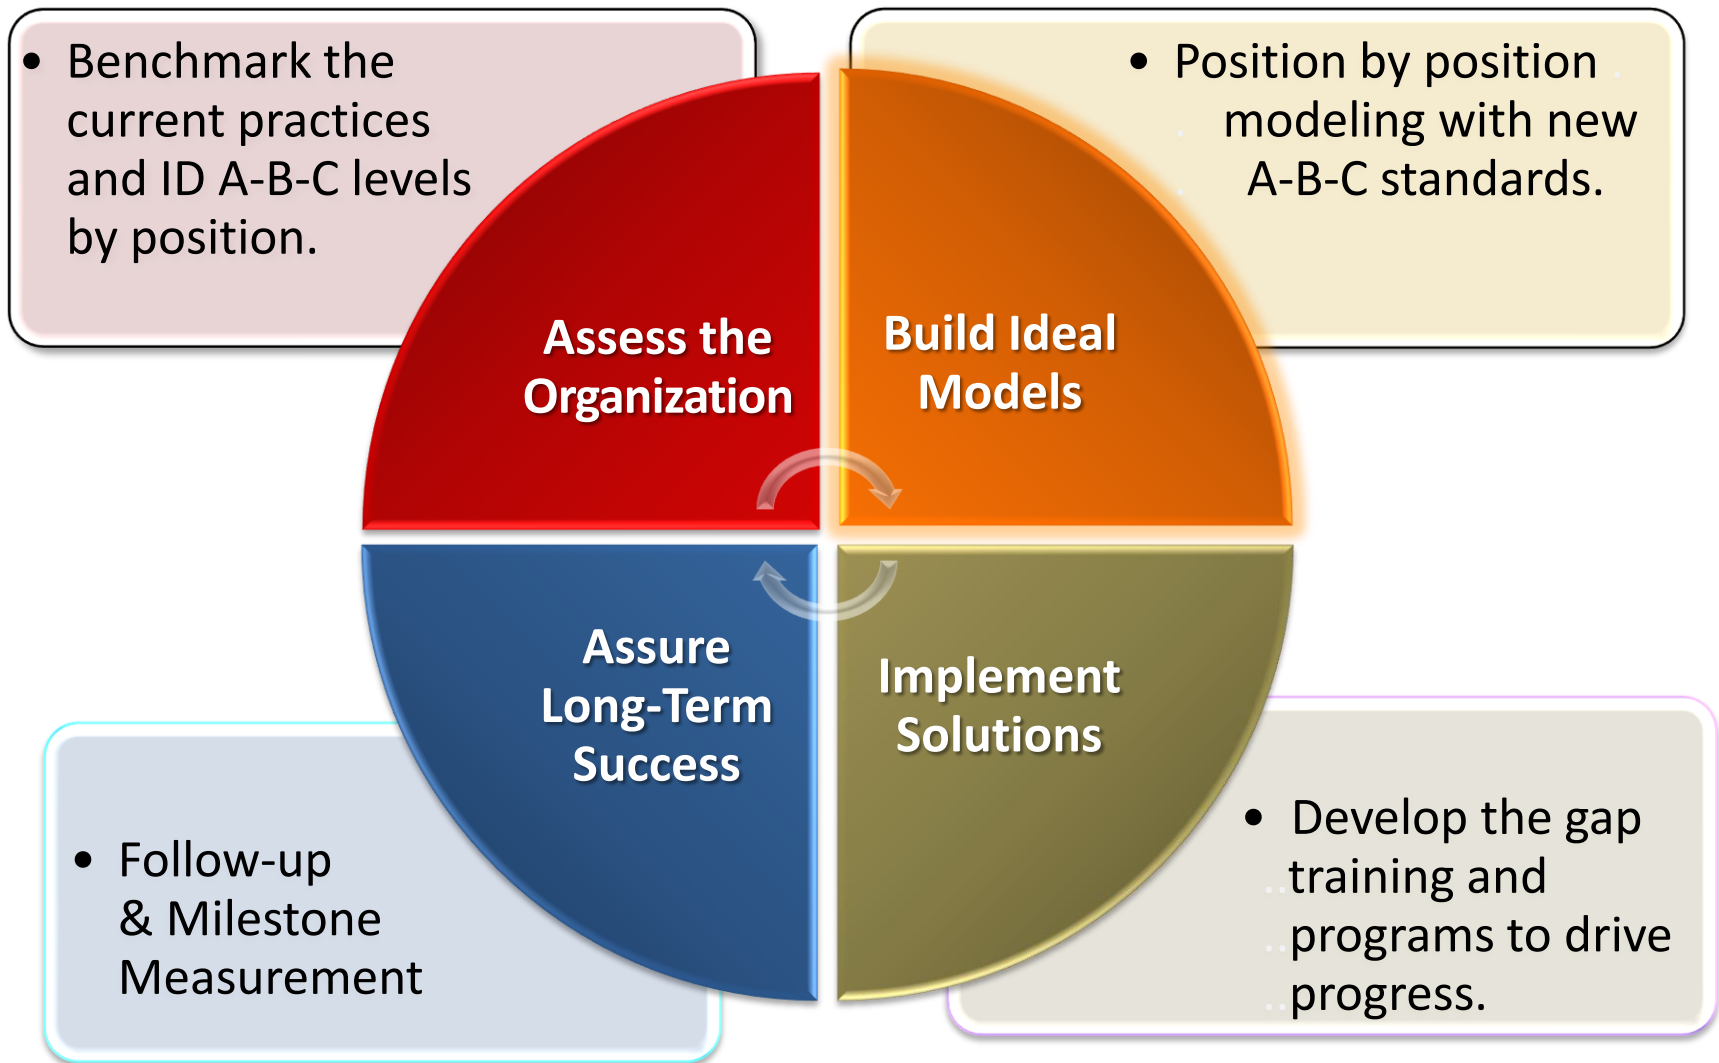 • Benchmark the
current practices
and ID A-B-C levels
by position.
• Position by position .
. modeling with new
. A-B-C standards.
Assess the
Organization
Build Ideal
Models
Assure
Long-Term
Success
Implement
Solutions
• Follow-up
& Milestone
Measurement
• Develop the gap
..training and
..programs to drive
..progress.